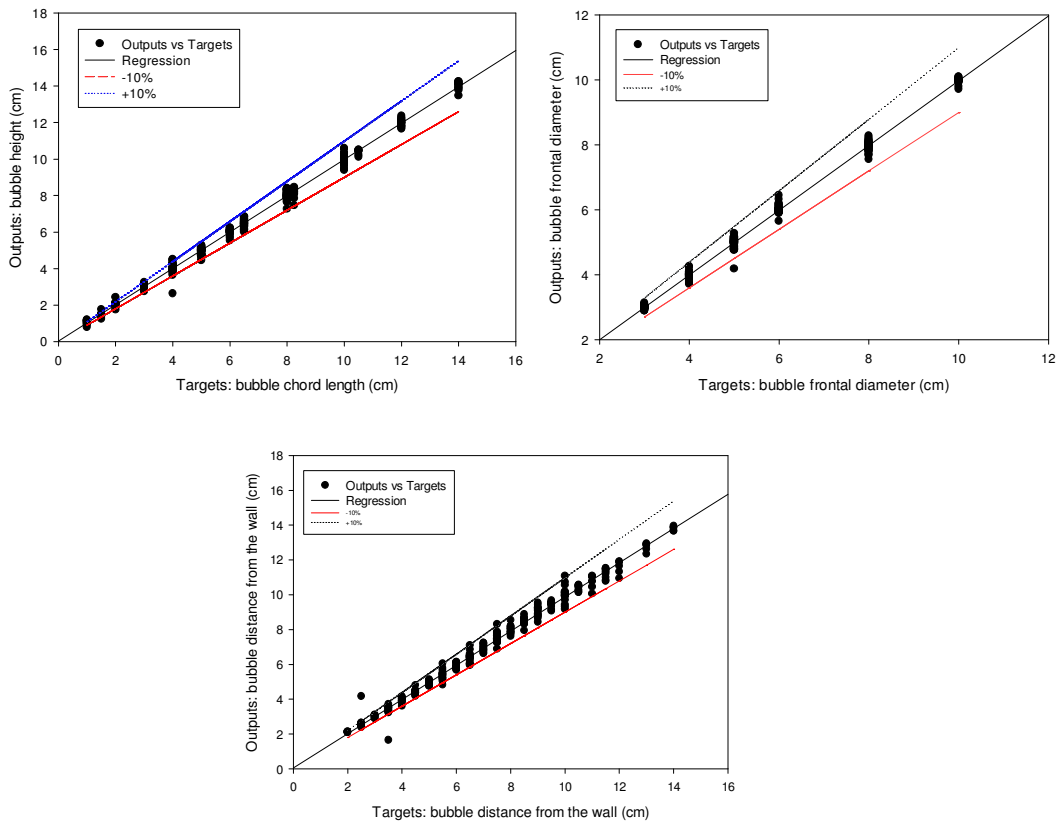 18
16
14
12
10
8
6
4
2
0
Outputs: bubble height (cm)
Outputs vs Targets
Regression
-10%
+10%
0 2 4 6 8 10 12 14 16
Targets: bubble chord length (cm)
12
10
8
6
4
2
Outputs: bubble frontal diameter (cm)
Outputs vs Targets
Regression
-10%
+10%
2 4 6 8 10 12
Targets: bubble frontal diameter (cm)
18
16
14
12
10
8
6
4
2
0
Outputs: bubble distance from the wall (cm)
Outputs vs Targets
Regression
-10%
+10%
0 2 4 6 8 10 12 14 16
Targets: bubble distance from the wall (cm)